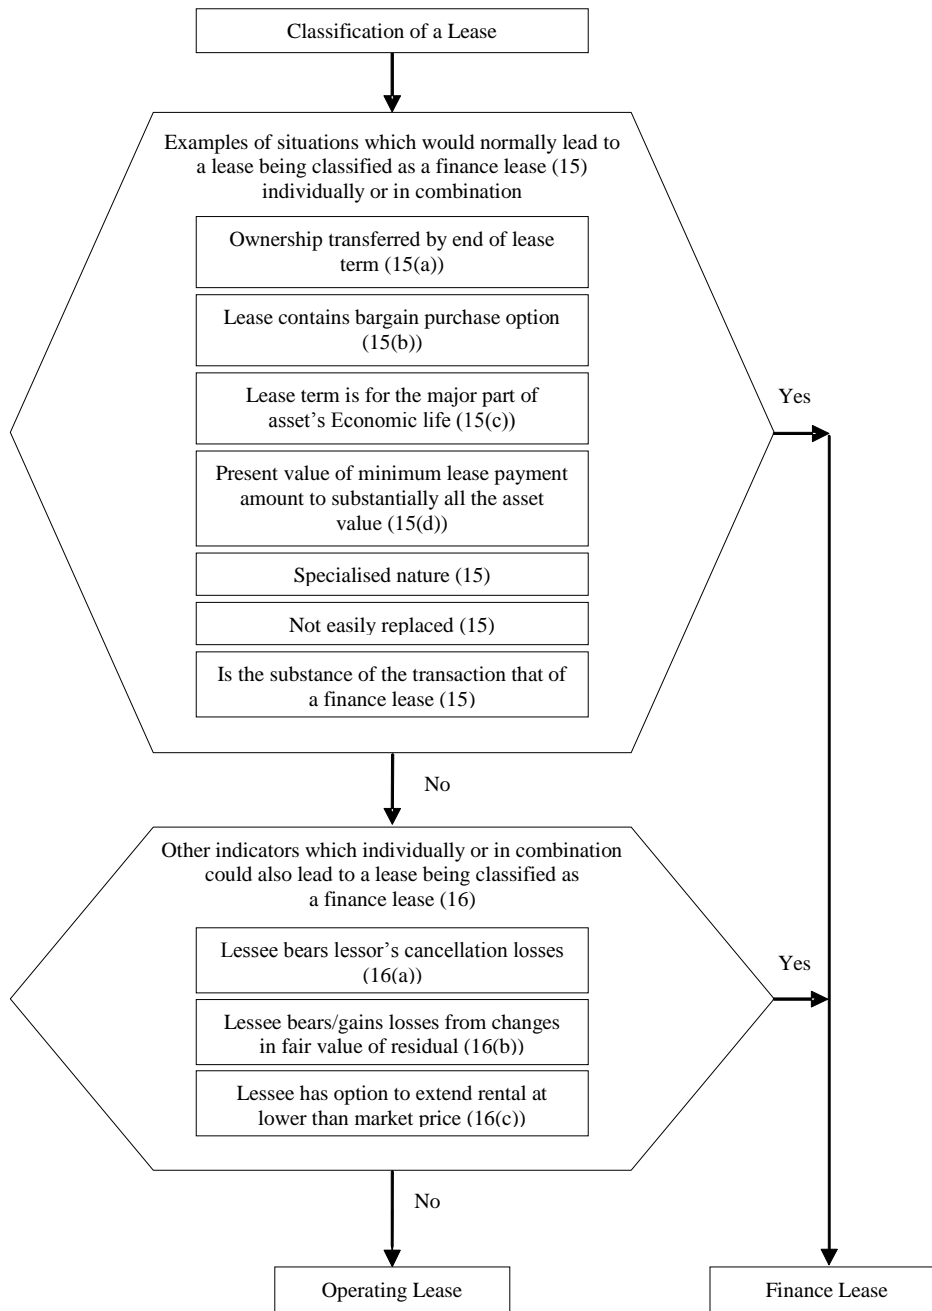 Classification of a Lease
Examples of situations which would normally lead to
a lease being classified as a finance lease (15)
individually or in combination
Ownership transferred by end of lease
term (15(a))
Lease contains bargain purchase option
(15(b))
Lease term is for the major part of
asset's Economic life (15(c))
Yes
Present value of minimum lease payment
amount to substantially all the asset
value (15(d))
Specialised nature (15)
Not easily replaced (15)
Is the substance of the transaction that of
a finance lease (15)
No
Other indicators which individually or in combination
could also lead to a lease being classified as
a finance lease (16)
Lessee bears lessor's cancellation losses
(16(a))
Yes
Lessee bears/gains losses from changes
in fair value of residual (16(b))
Lessee has option to extend rental at
lower than market price (16(c))
No
Operating Lease
Finance Lease